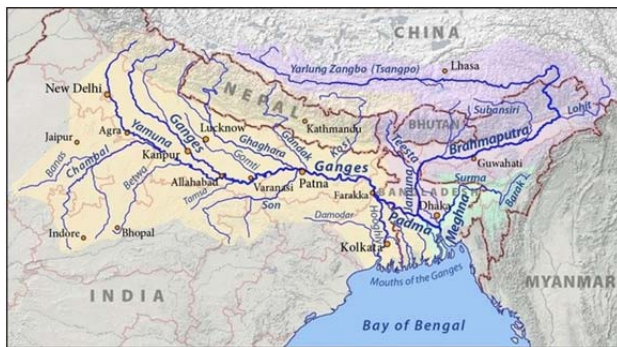 CHINA
Yarlung Zangbo (Tsangpo)
Lhasa
New Delhi
NEPAL
Subansiri
Lohit
Jaipur
Agra
Yamuna
Ganges
Lucknow
Kathmandu
BHUTAN
Brahmaputra
Banas
Chambal
Kanpur
Ghaghara
Gandak
Kosi
Teesta
Guwahati
Gomti
Betwa
Allahabad
Varanasi
Patna
Ganges
Jamuna
Surma
Tamsa
Son
Farakka
BANGLADESH
Barak
Dhaka
Indore
Bhopal
Damodar
Hooghly
Padma
Meghna
Kolkata
Mouths of the Ganges
MYANMAR
INDIA
Bay of Bengal